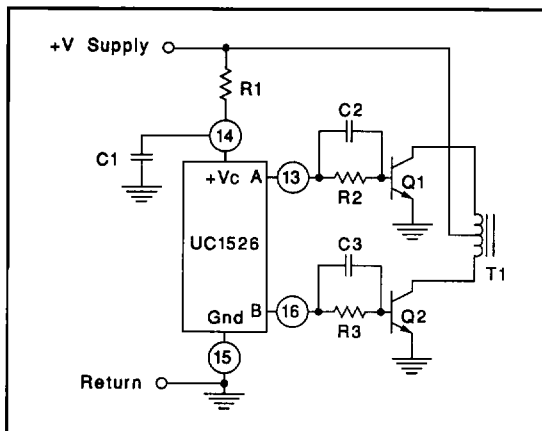 +V Supply
R1
C2
14
C1
+Vc
A
13
R2
Q1
UC1526
C3
T1
B
16
Gnd
R3
Q2
15
Return